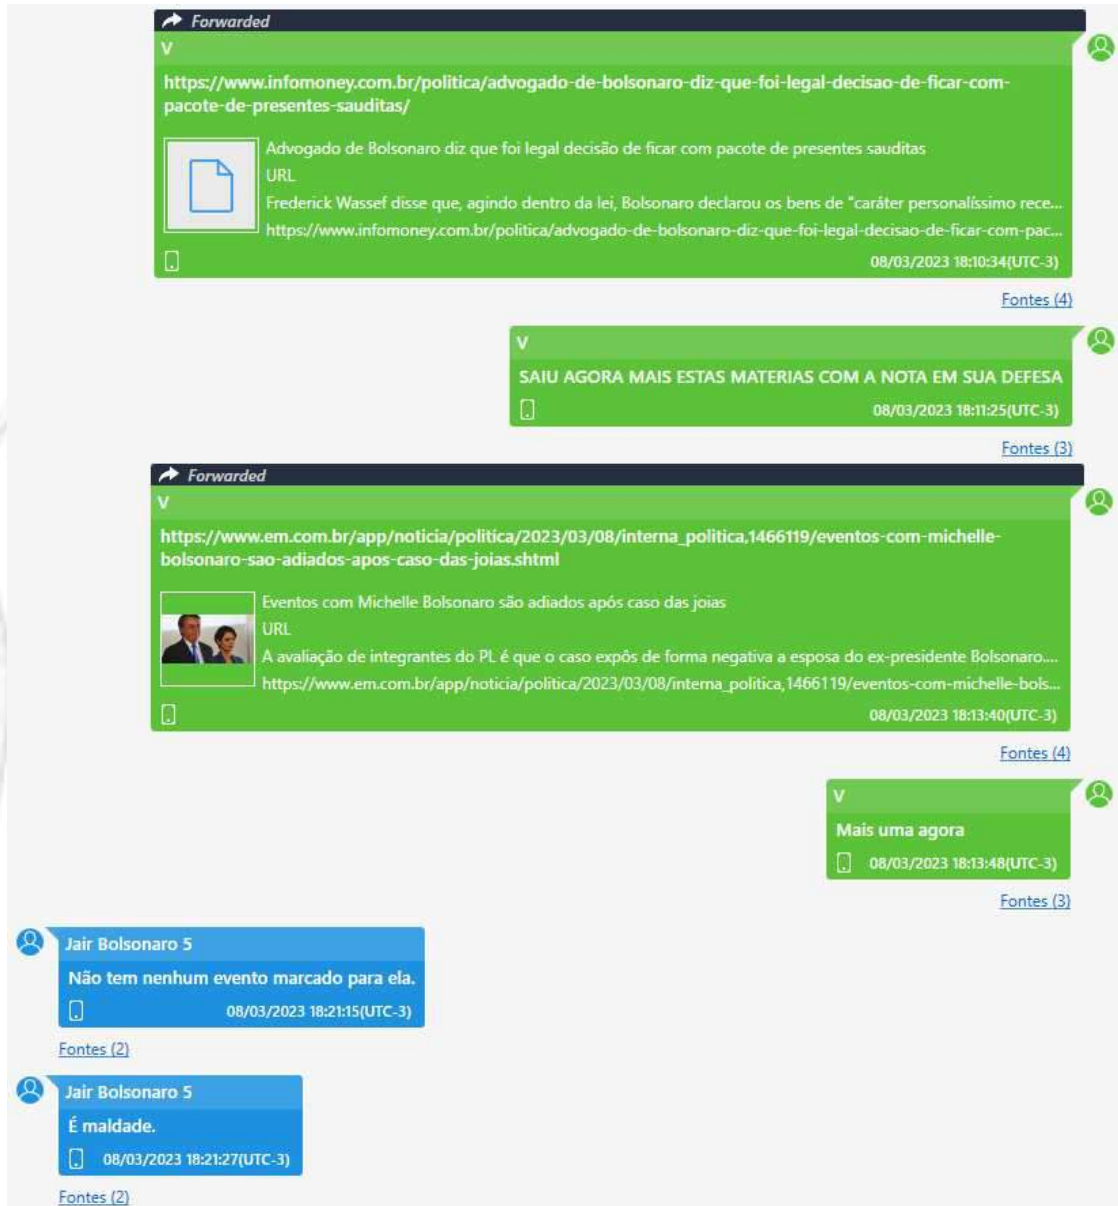 Forwarded
V
https://www.infomoney.com.br/politica/advogado-de-bolsonaro-diz-que-foi-legal-decisao-de-ficar-com-
pacote-de-presentes-sauditas/
Advogado de Bolsonaro diz que foi legal decisão de ficar com pacote de presentes sauditas
URL
Frederick Wassef disse que, agindo dentro da lei, Bolsonaro declarou os bens de "caráter personalíssimo rece...
https://www.infomoney.com.br/politica/advogado-de-bolsonaro-diz-que-foi-legal-decisao-de-ficar-com-pac...
08/03/2023 18:10:34(UTC-3)
Fontes (4)
V
SAIU AGORA MAIS ESTAS MATERIAS COM A NOTA EM SUA DEFESA
08/03/2023 18:11:25(UTC-3)
Fontes (3)
Forwarded
V
https://www.em.com.br/app/noticia/politica/2023/03/08/interna_politica,1466119/eventos-com-michelle-
bolsonaro-sao-adiados-apos-caso-das-joias.shtml
Eventos com Michelle Bolsonaro são adiados após caso das joias
URL
A avaliação de integrantes do PL é que o caso expôs de forma negativa a esposa do ex-presidente Bolsonaro....
https://www.em.com.br/app/noticia/politica/2023/03/08/interna_politica,1466119/eventos-com-michelle-bols...
08/03/2023 18:13:40(UTC-3)
Fontes (4)
V
Mais uma agora
08/03/2023 18:13:48(UTC-3)
Fontes (3)
Jair Bolsonaro 5
Não tem nenhum evento marcado para ela.
08/03/2023 18:21:15(UTC-3)
Fontes (2)
Jair Bolsonaro 5
É maldade.
08/03/2023 18:21:27(UTC-3)
Fontes (2)